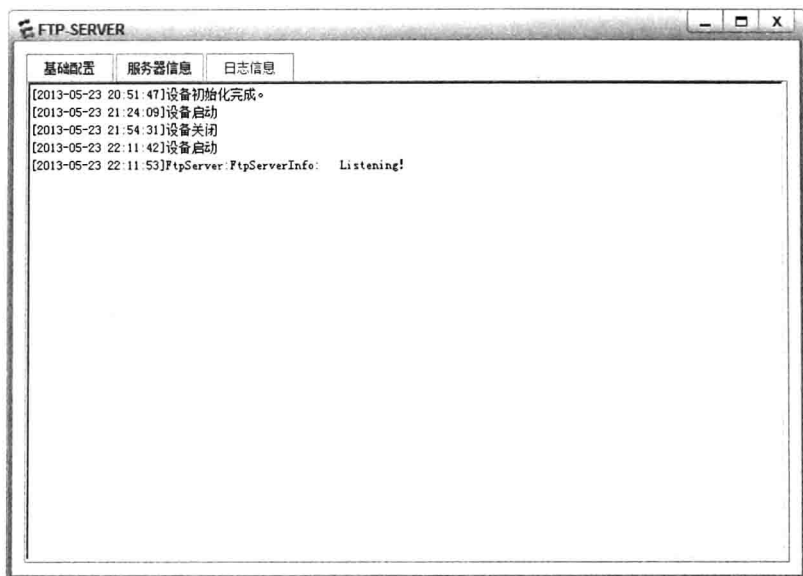 FTP-SERVER
基础配置 服务器信息 日志信息
[2013-05-23 20:51:47]设备初始化完成。
[2013-05-23 21:24:09]设备启动
[2013-05-23 21:54:31]设备关闭
[2013-05-23 22:11:42]设备启动
[2013-05-23 22:11:53]FtpServer:FtpServerInfo: Listening!